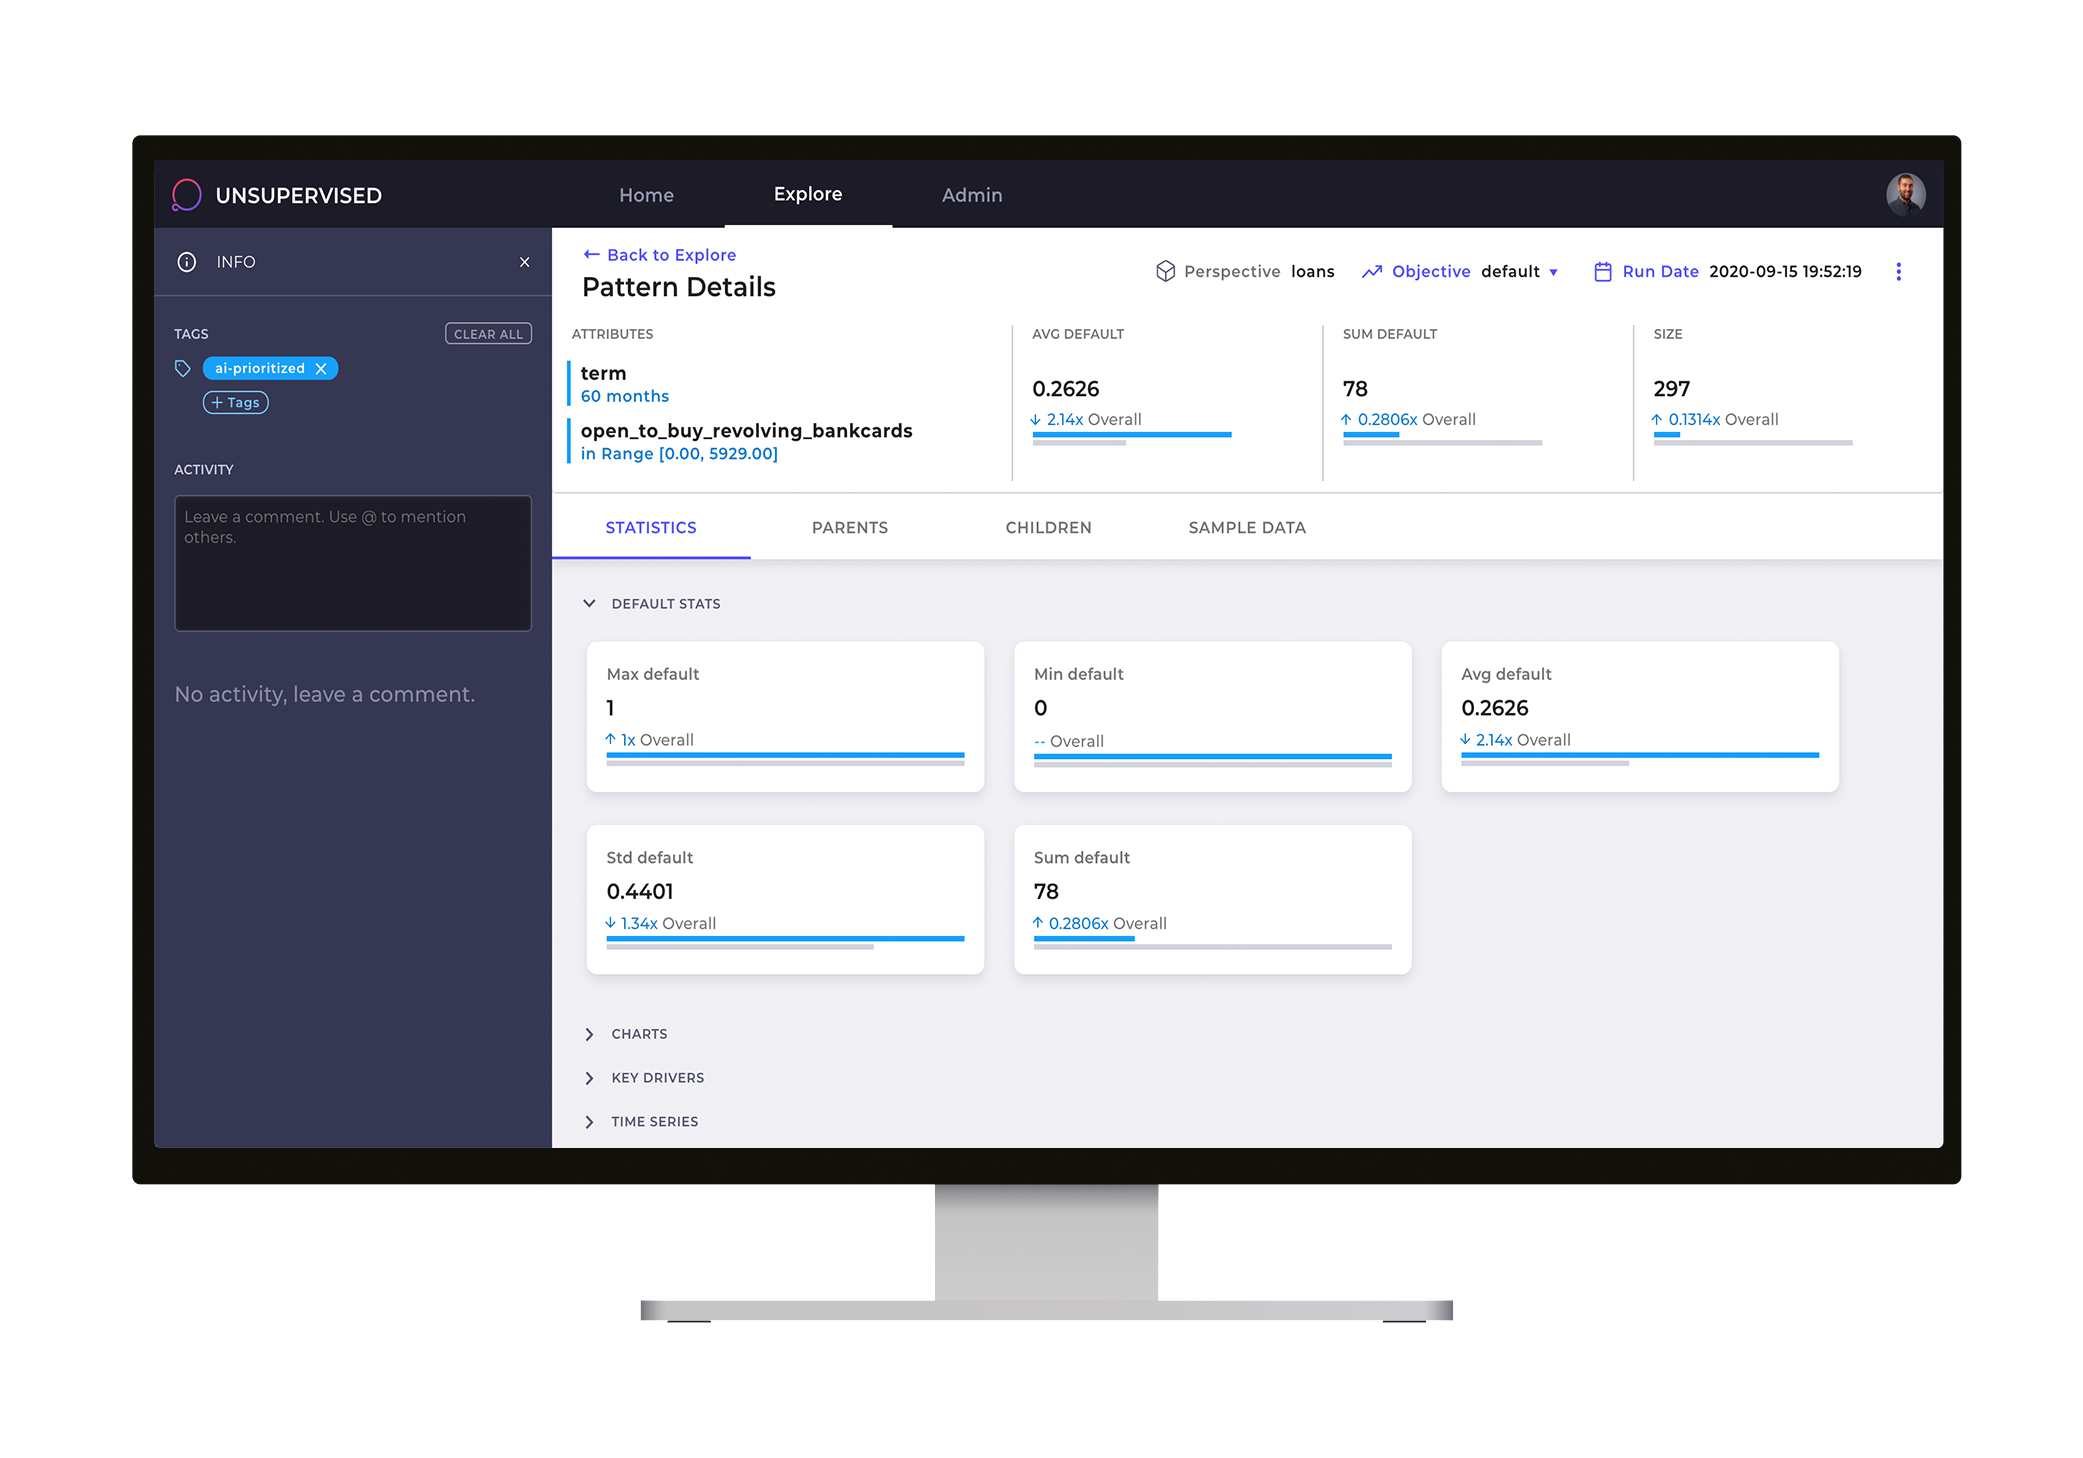 UNSUPERVISED
Home
Explore
Admin
INFO
TAGS
CLEAR ALL
ai-prioritized
+ Tags
ACTIVITY
Leave a comment. Use @ to mention
others.
No activity, leave a comment.
← Back to Explore
Pattern Details
Perspective loans
Objective default
Run Date 2020-09-15 19:52:19
ATTRIBUTES
term
60 months
open_to_buy_revolving_bankcards
in Range [0.00, 5929.00]
AVG DEFAULT
0.2626
↓ 2.14x Overall
SUM DEFAULT
78
↑ 0.2806x Overall
SIZE
297
↑ 0.1314x Overall
STATISTICS
PARENTS
CHILDREN
SAMPLE DATA
DEFAULT STATS
Max default
1
↑ 1x Overall
Min default
0
-- Overall
Avg default
0.2626
↓ 2.14x Overall
Std default
0.4401
↓ 1.34x Overall
Sum default
78
↑ 0.2806x Overall
CHARTS
KEY DRIVERS
TIME SERIES